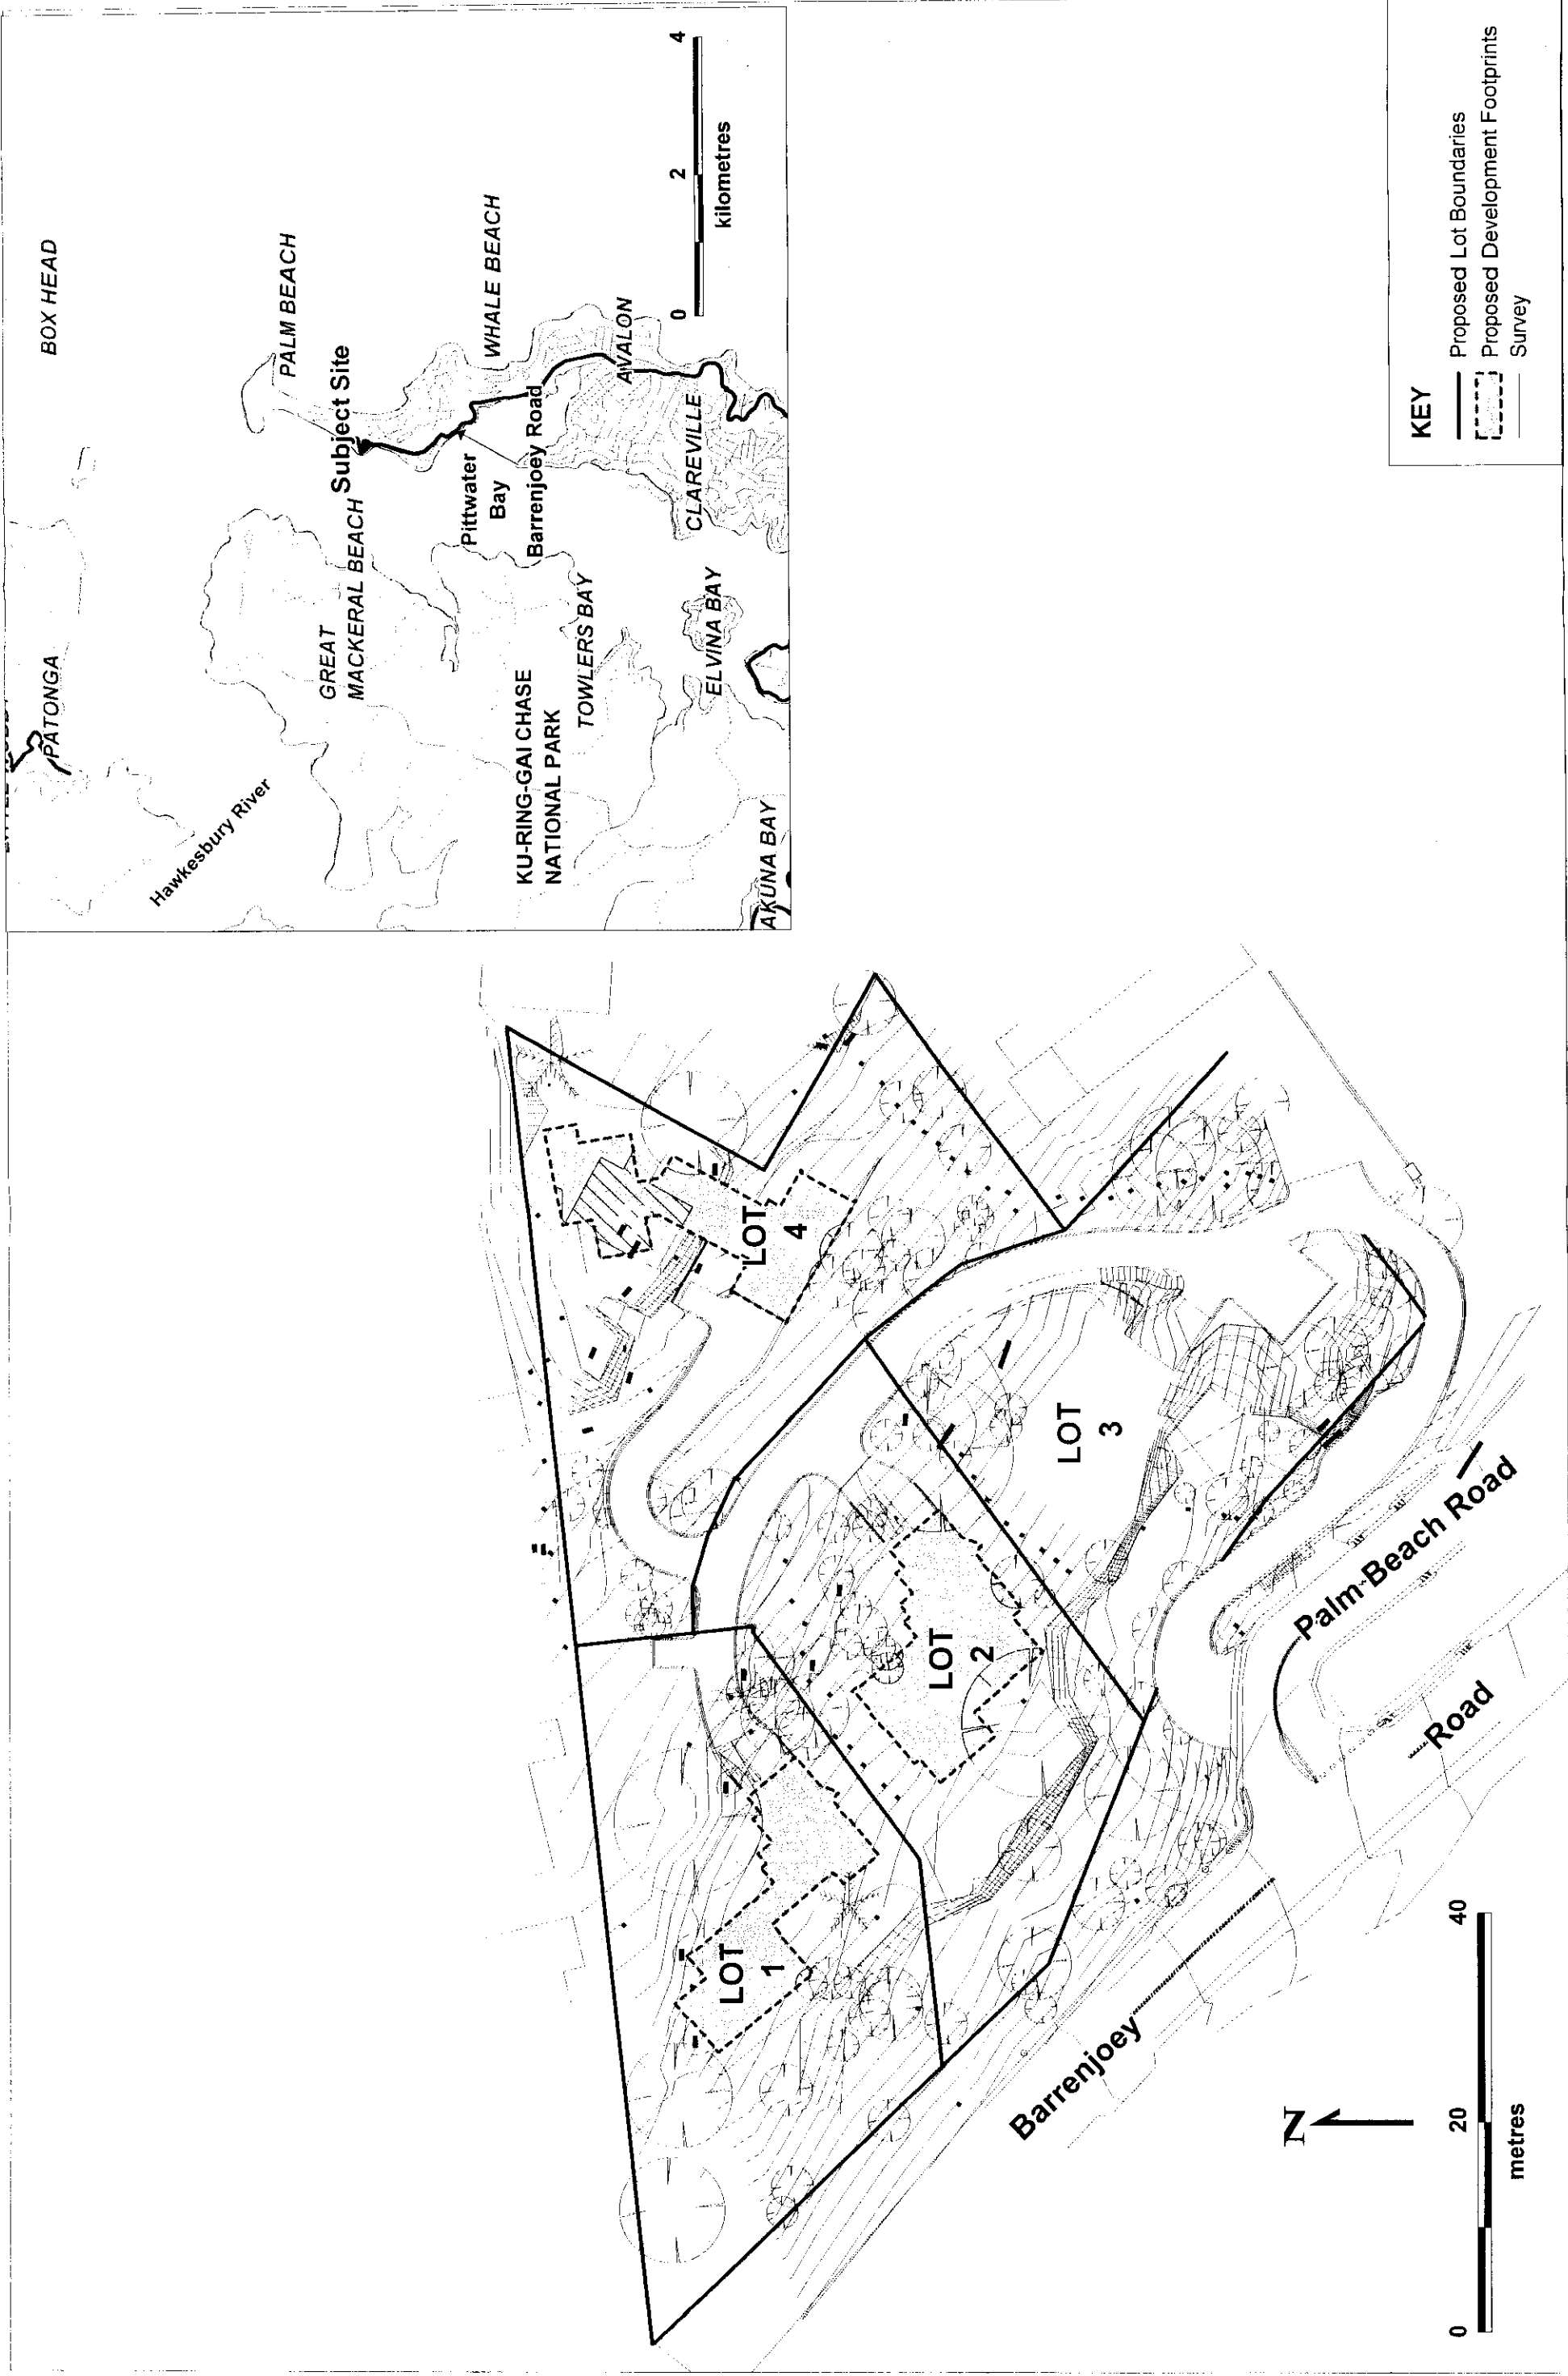 PATONGA
BOX HEAD
Hawkesbury River
PALM BEACH
Subject Site
GREAT
MACKERAL BEACH
WHALE BEACH
Pittwater
Bay
Barrenjoey Road
KU-RING-GAI CHASE
NATIONAL PARK
TOWLERS BAY
AVALON
CLAREVILLE
ELVINA BAY
AKUNA BAY
0 2 4
kilometres
LOT
1
LOT
2
LOT
3
LOT
4
Barrenjoey
Road
Palm Beach Road
N
0 20 40
metres
KEY
Proposed Lot Boundaries
Proposed Development Footprints
Survey